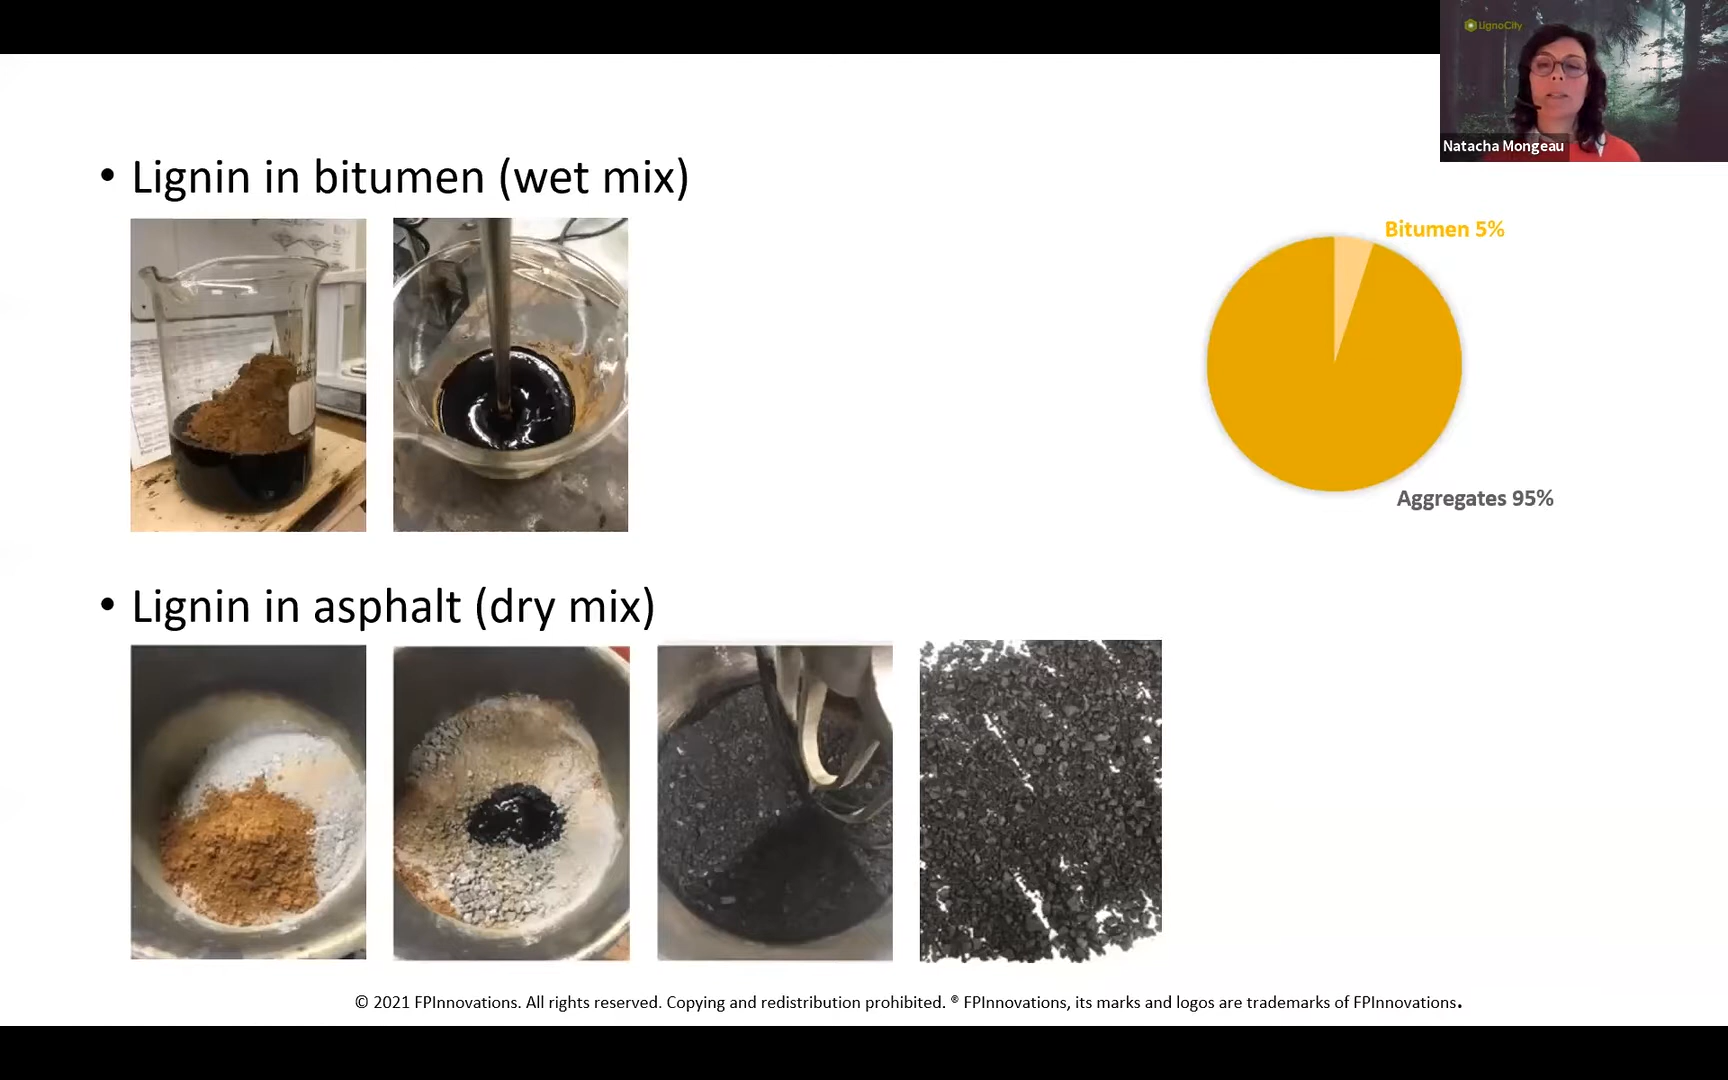 LignoCity
Natacha Mongeau
• Lignin in bitumen (wet mix)
Bitumen 5%
Aggregates 95%
• Lignin in asphalt (dry mix)
© 2021 FPInnovations. All rights reserved. Copying and redistribution prohibited. ® FPInnovations, its marks and logos are trademarks of FPInnovations.